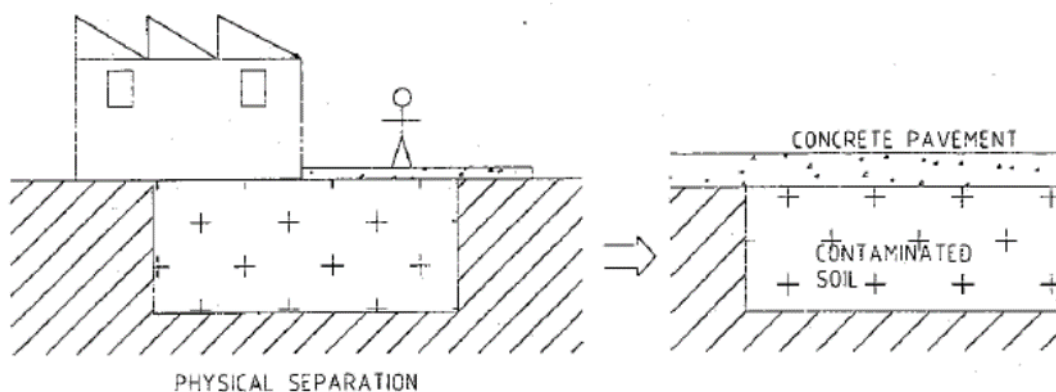 CONCRETE PAVEMENT
CONTAMINATED
SOIL
PHYSICAL SEPARATION